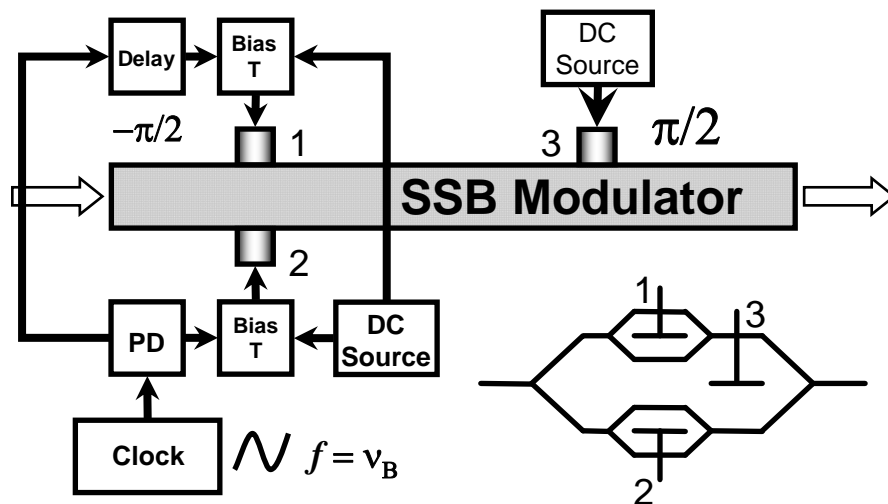 Delay
Bias
T
DC
Source
−π/2
1
3
π/2
SSB Modulator
2
PD
Bias
T
DC
Source
Clock
f = νB
1
3
2